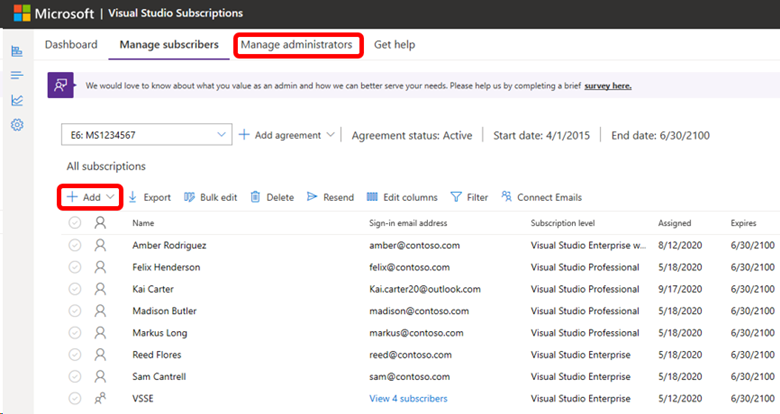 Microsoft | Visual Studio Subscriptions
Dashboard Manage subscribers Manage administrators Get help
We would love to know about what you value as an admin and how we can better serve your needs. Please help us by completing a brief survey here.
E6: MS1234567 Add agreement Agreement status: Active Start date: 4/1/2015 End date: 6/30/2100
All subscriptions
Add Export Bulk edit Delete Resend Edit columns Filter Connect Emails
Name Sign-in email address Subscription level Assigned Expires
Amber Rodriguez amber@contoso.com Visual Studio Enterprise w... 8/12/2020 6/30/2100
Felix Henderson felix@contoso.com Visual Studio Professional 5/18/2020 6/30/2100
Kai Carter Kai.carter20@outlook.com Visual Studio Professional 9/17/2020 6/30/2100
Madison Butler madison@contoso.com Visual Studio Professional 5/18/2020 6/30/2100
Markus Long markus@contoso.com Visual Studio Professional 5/18/2020 6/30/2100
Reed Flores reed@contoso.com Visual Studio Enterprise 5/18/2020 6/30/2100
Sam Cantrell sam@contoso.com Visual Studio Enterprise 5/18/2020 6/30/2100
VSSE View 4 subscribers Visual Studio Enterprise 5/12/2020 6/30/2100